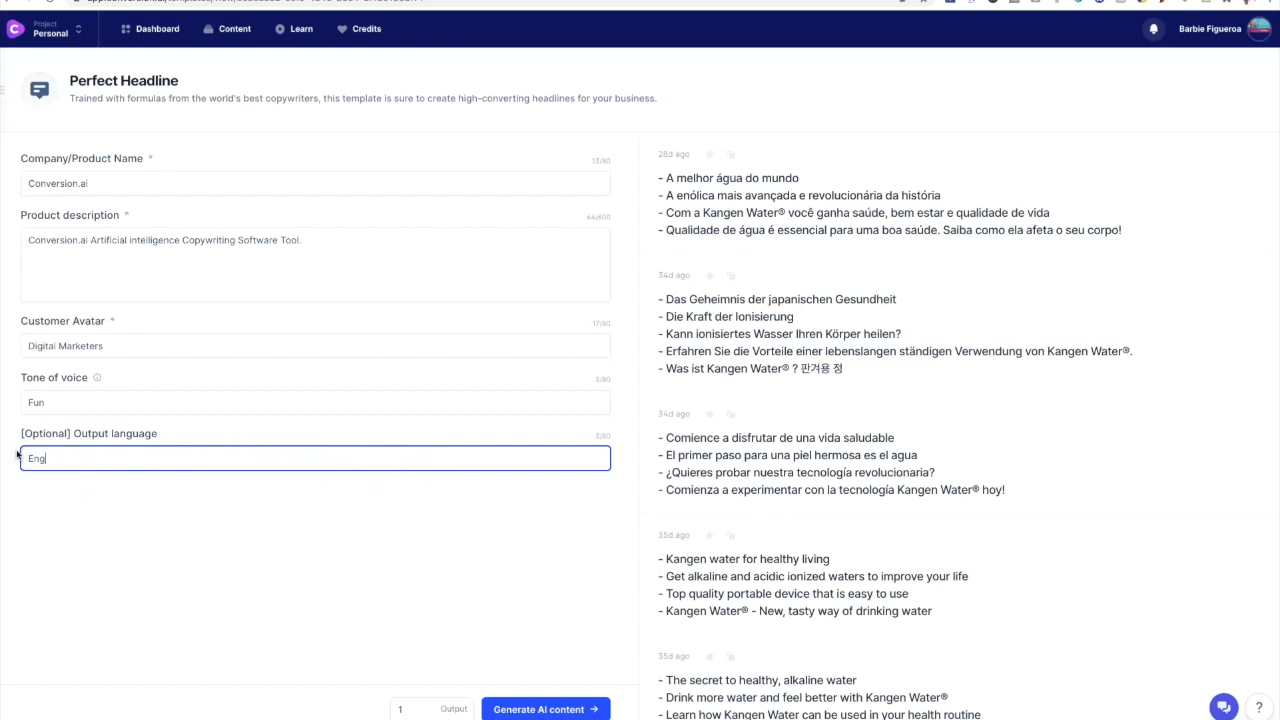 Project
Personal
Dashboard
Content
Learn
Credits
Barbie Figueroa
Perfect Headline
Trained with formulas from the world's best copywriters, this template is sure to create high-converting headlines for your business.
Company/Product Name *
13/80
Conversion.ai
Product description *
64/600
Conversion.ai Artificial intelligence Copywriting Software Tool.
Customer Avatar *
17/80
Digital Marketers
Tone of voice
3/80
Fun
[Optional] Output language
3/80
Eng
1
Output
Generate AI content
28d ago
- A melhor água do mundo
- A enólica mais avançada e revolucionária da história
- Com a Kangen Water® você ganha saúde, bem estar e qualidade de vida
- Qualidade de água é essencial para uma boa saúde. Saiba como ela afeta o seu corpo!
34d ago
- Das Geheimnis der japanischen Gesundheit
- Die Kraft der Ionisierung
- Kann ionisiertes Wasser Ihren Körper heilen?
- Erfahren Sie die Vorteile einer lebenslangen ständigen Verwendung von Kangen Water®.
- Was ist Kangen Water® ? 판겨용 정
34d ago
- Comience a disfrutar de una vida saludable
- El primer paso para una piel hermosa es el agua
- ¿Quieres probar nuestra tecnología revolucionaria?
- Comienza a experimentar con la tecnología Kangen Water® hoy!
35d ago
- Kangen water for healthy living
- Get alkaline and acidic ionized waters to improve your life
- Top quality portable device that is easy to use
- Kangen Water® - New, tasty way of drinking water
35d ago
- The secret to healthy, alkaline water
- Drink more water and feel better with Kangen Water®
- Learn how Kangen Water can be used in your health routine
?